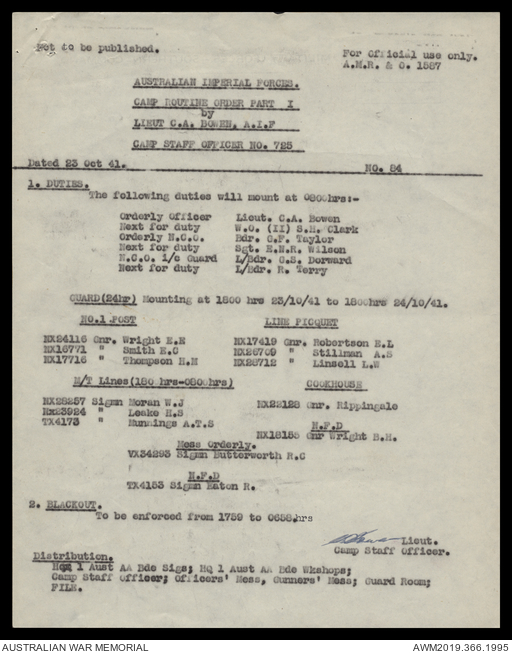 Not to be published.
For Official use only.
A.M.R. & O. 1587
AUSTRALIAN IMPERIAL FORCES.
CAMP ROUTINE ORDER PART I
by
LIEUT C.A. BOWEN, A.I.F
CAMP STAFF OFFICER NO. 725
Dated 23 Oct 41.
NO. 84
1. DUTIES.
The following duties will mount at 0800hrs:-
Orderly Officer Lieut. C.A. Bowen
Next for duty W.O. (II) S.H. Clark
Orderly N.C.O. Bdr. G.F. Taylor
Next for duty Sgt. E.N.R. Wilson
N.C.O. i/c Guard L/Bdr. C.S. Dorward
Next for duty L/Bdr. R. Terry
GUARD(24hr) Mounting at 1800 hrs 23/10/41 to 1800hrs 24/10/41.
NO.1 POST
LINE PICQUET
NX24116 Gnr. Wright E.E NX17419 Gnr. Robertson E.L
NX16771 " Smith E.C NX26709 " Stillman A.S
NX17716 " Thompson H.M NX28712 " Linsell L.W
M/T Lines(180 hrs-0800hrs)
COOKHOUSE
NX28257 Sigmn Moran W.J NX22128 Gnr. Rippingale
Nx23924 " Leake H.S
N.F.D
TX4173 " Munnings A.T.S NX18185 Gnr Wright B.H.
Mess Orderly.
VX34293 Sigmn Butterworth R.C
N.F.D
TX4153 Sigmn Eaton R.
2. BLACKOUT.
To be enforced from 1759 to 0658.hrs
Lieut.
Camp Staff Officer.
Distribution.
HQ 1 Aust AA Bde Sigs; HQ 1 Aust AA Bde Wkshops;
Camp Staff Officer; Officers' Mess, Gunners' Mess; Guard Room;
FILE.
AUSTRALIAN WAR MEMORIAL
AWM2019.366.1995